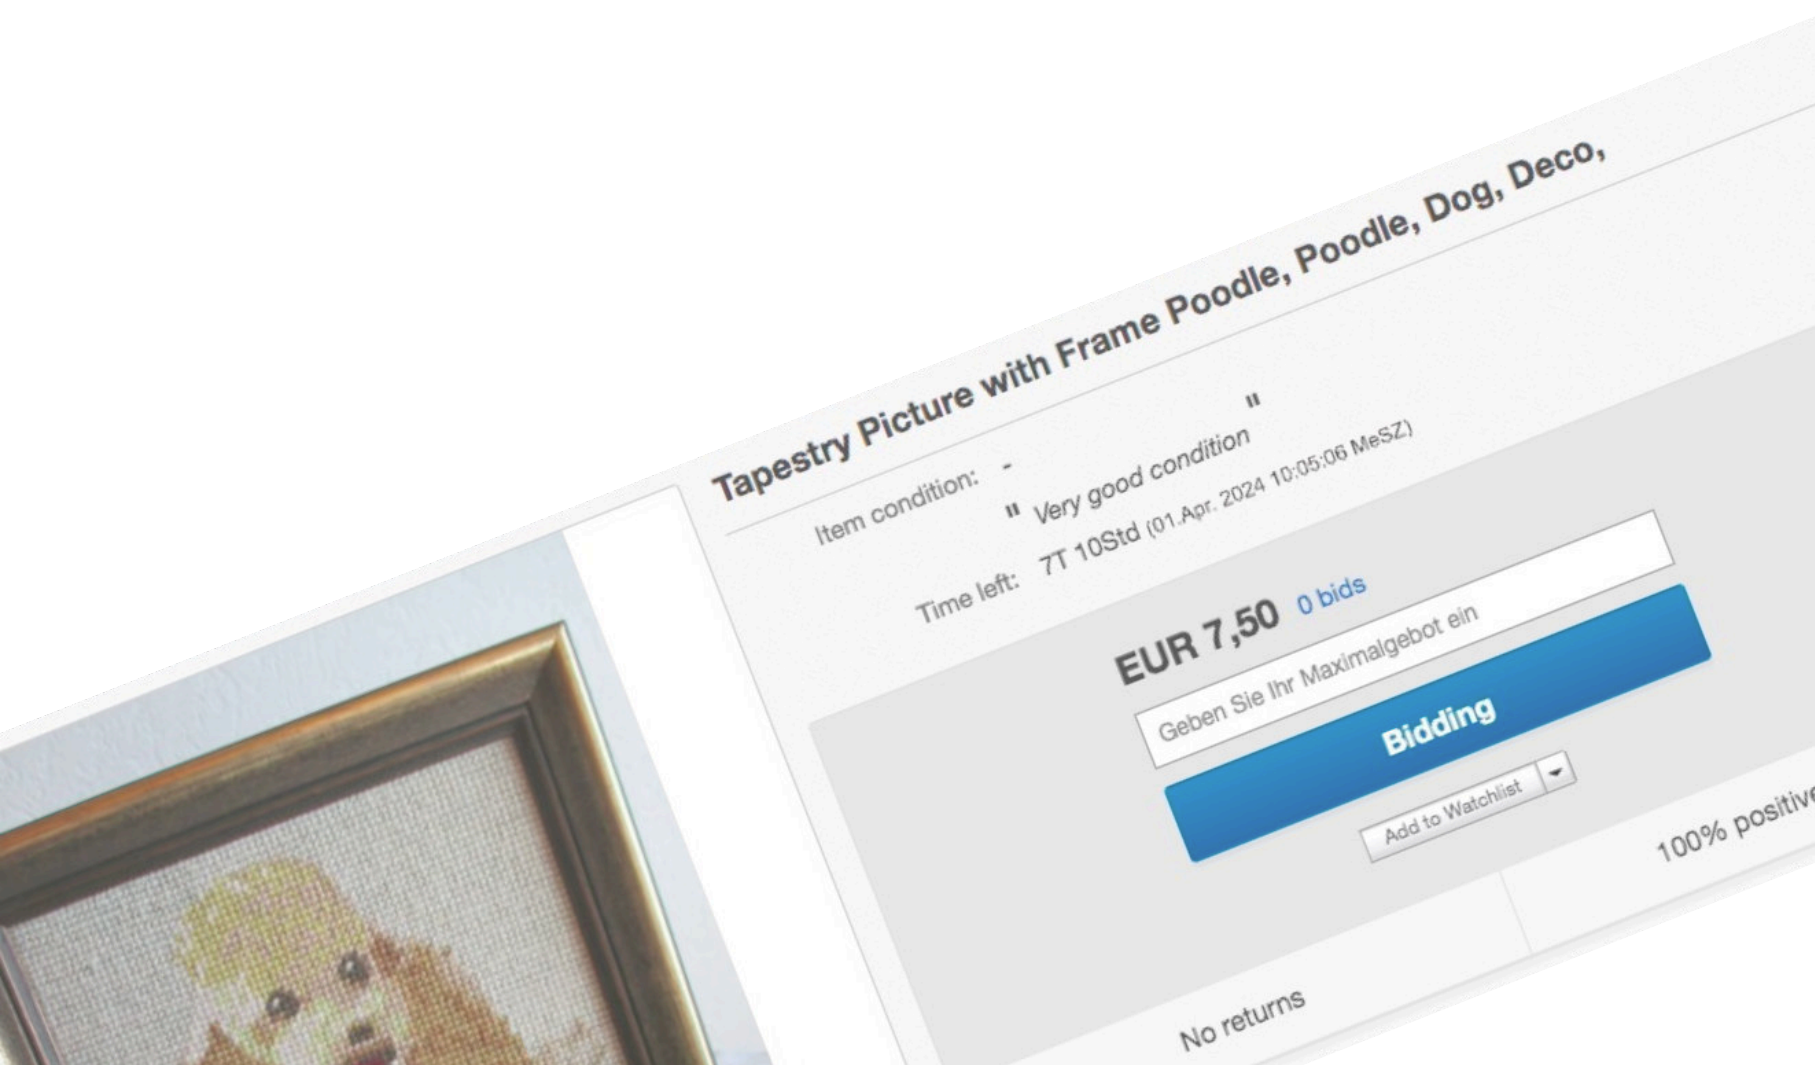 Tapestry Picture with Frame Poodle, Poodle, Dog, Deco,
Item condition: -
" Very good condition "
Time left: 7T 10Std (01.Apr. 2024 10:05:06 MeSZ)
EUR 7,50 0 bids
Geben Sie Ihr Maximalgebot ein
Bidding
Add to Watchlist
No returns
100% positive